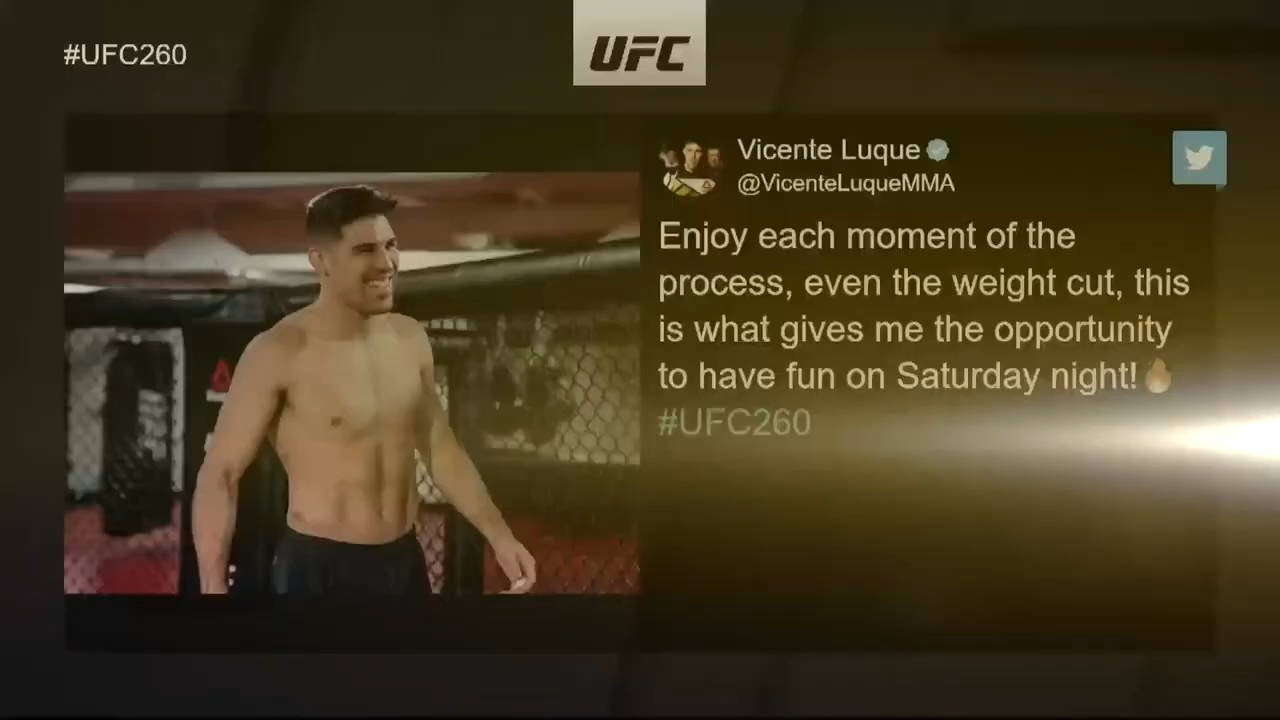 #UFC260
UFC
Vicente Luque
@VicenteLuqueMMA
Enjoy each moment of the
process, even the weight cut, this
is what gives me the opportunity
to have fun on Saturday night!🔥
#UFC260